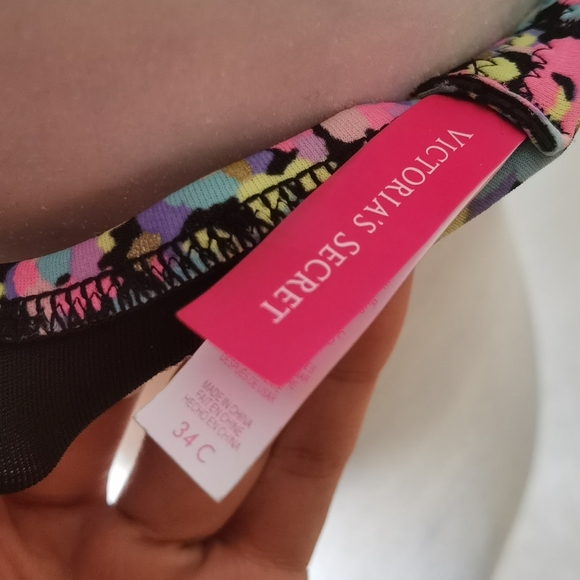 VICTORIA'S SECRET
MADE IN CHINA
FAIT EN CHINE
HECHO EN CHINA
34 C